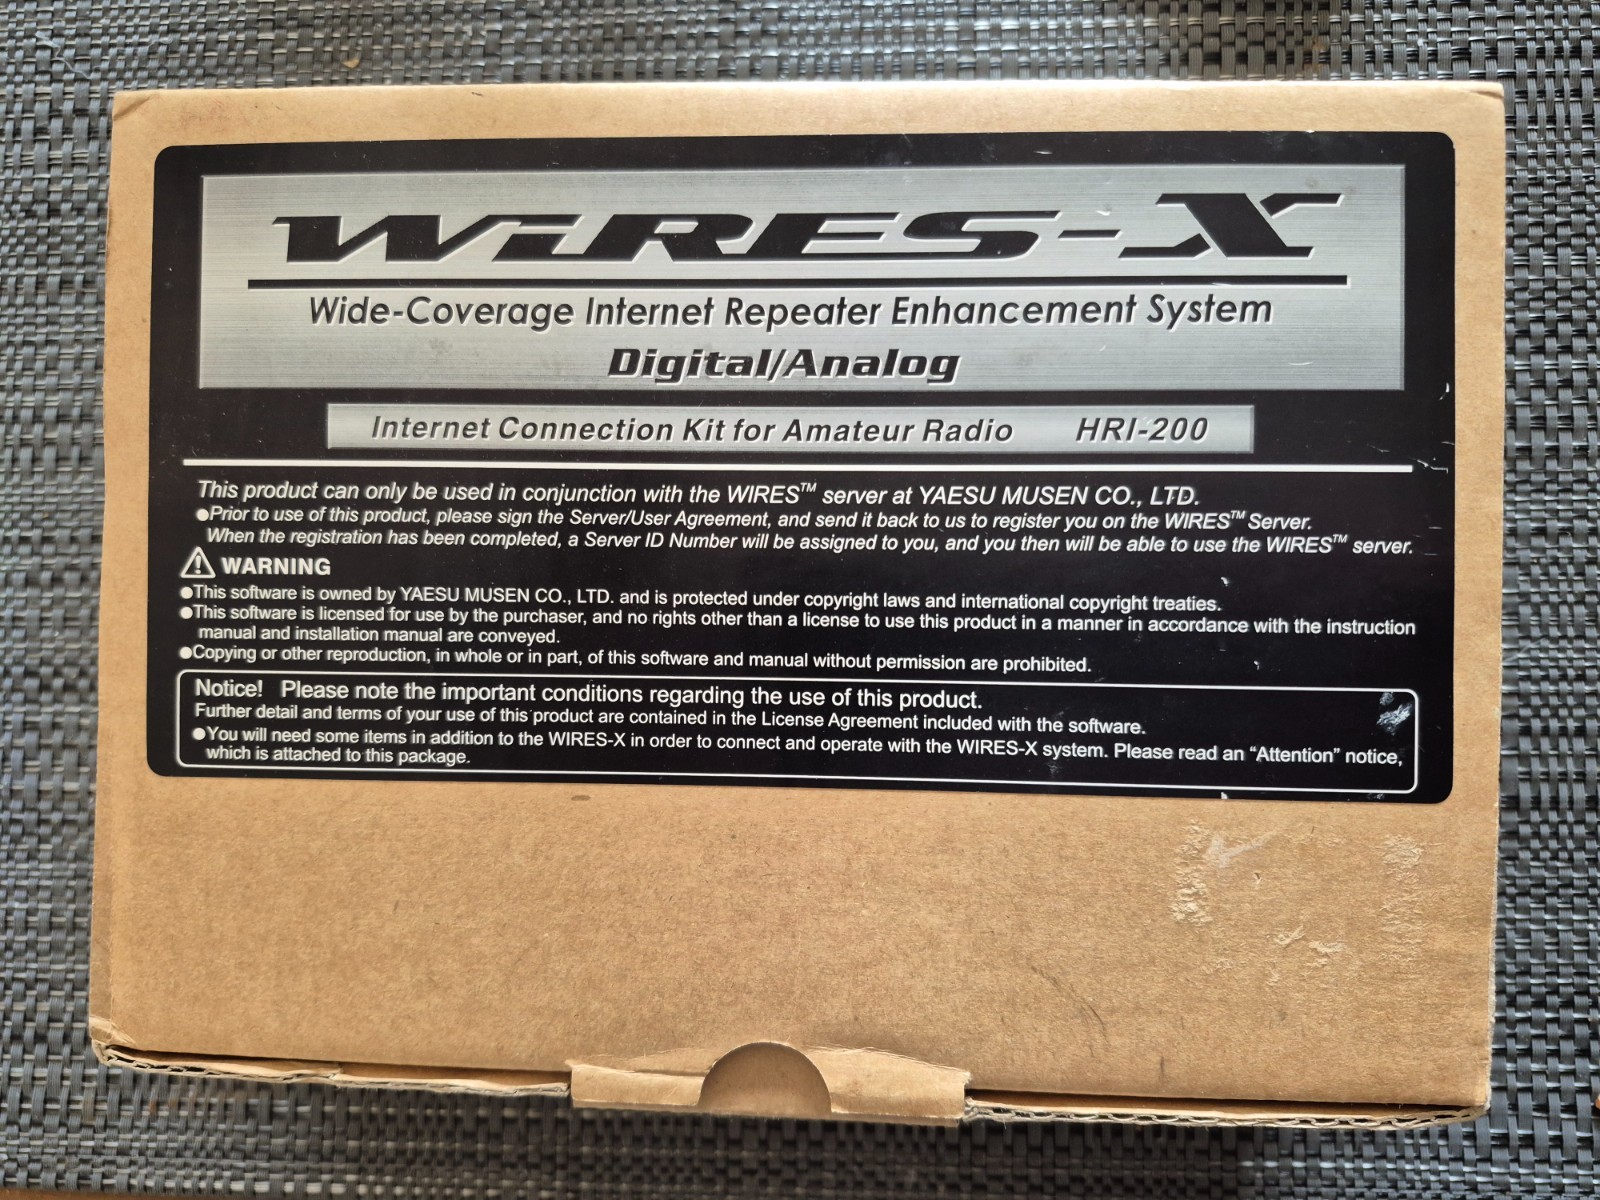 WiRES-X
Wide-Coverage Internet Repeater Enhancement System
Digital/Analog
Internet Connection Kit for Amateur Radio HRI-200
This product can only be used in conjunction with the WIRES™ server at YAESU MUSEN CO., LTD.
●Prior to use of this product, please sign the Server/User Agreement, and send it back to us to register you on the WIRES™ Server.
When the registration has been completed, a Server ID Number will be assigned to you, and you then will be able to use the WIRES™ server.
⚠ WARNING
●This software is owned by YAESU MUSEN CO., LTD. and is protected under copyright laws and international copyright treaties.
●This software is licensed for use by the purchaser, and no rights other than a license to use this product in a manner in accordance with the instruction
manual and installation manual are conveyed.
●Copying or other reproduction, in whole or in part, of this software and manual without permission are prohibited.
Notice! Please note the important conditions regarding the use of this product.
Further detail and terms of your use of this product are contained in the License Agreement included with the software.
●You will need some items in addition to the WIRES-X in order to connect and operate with the WIRES-X system. Please read an “Attention” notice,
which is attached to this package.